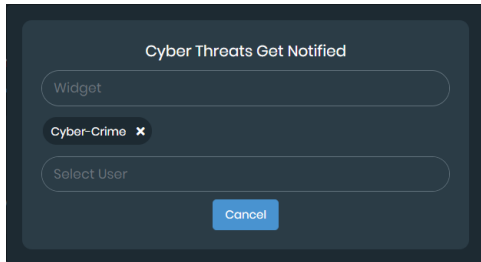 Cyber Threats Get Notified
Widget
Cyber-Crime ×
Select User
Cancel